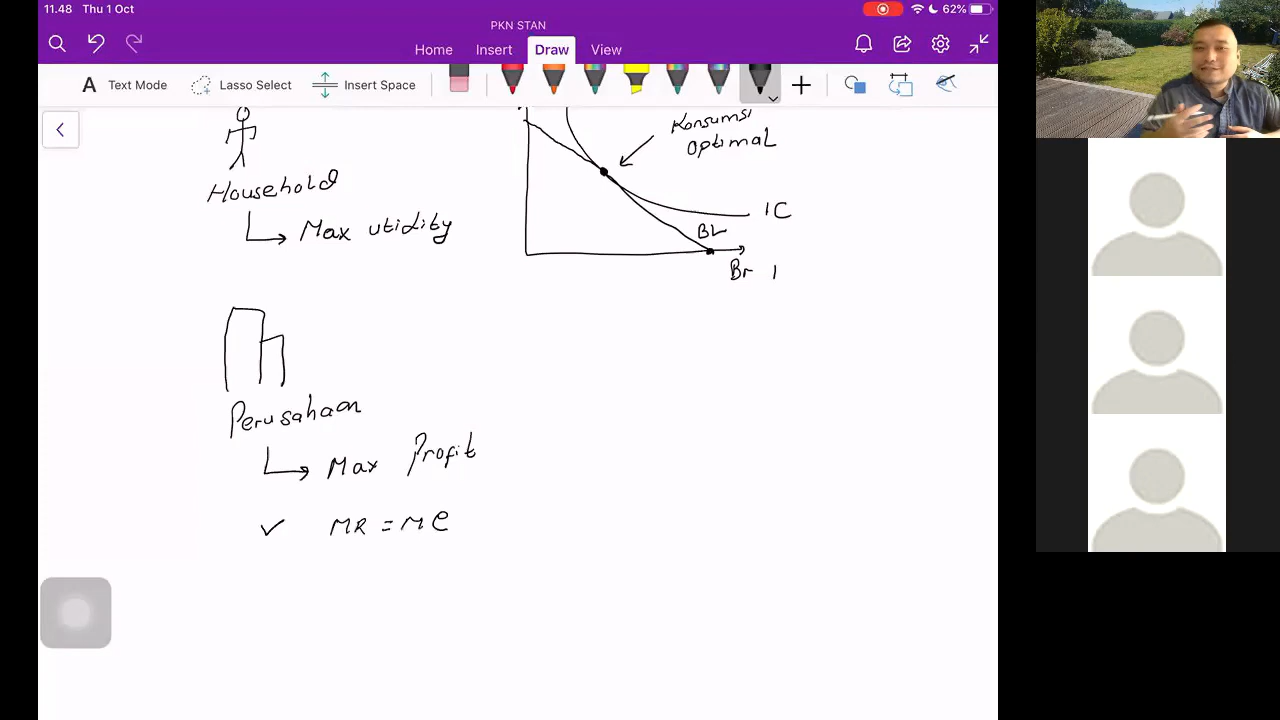 11.48 Thu 1 Oct
62%
PKN STAN
Home Insert Draw View
Text Mode Lasso Select Insert Space
Konsumsi
optimal
Household
Max utility
IC
BL
Br 1
Perusahaan
Max Profit
✓ MR = MC